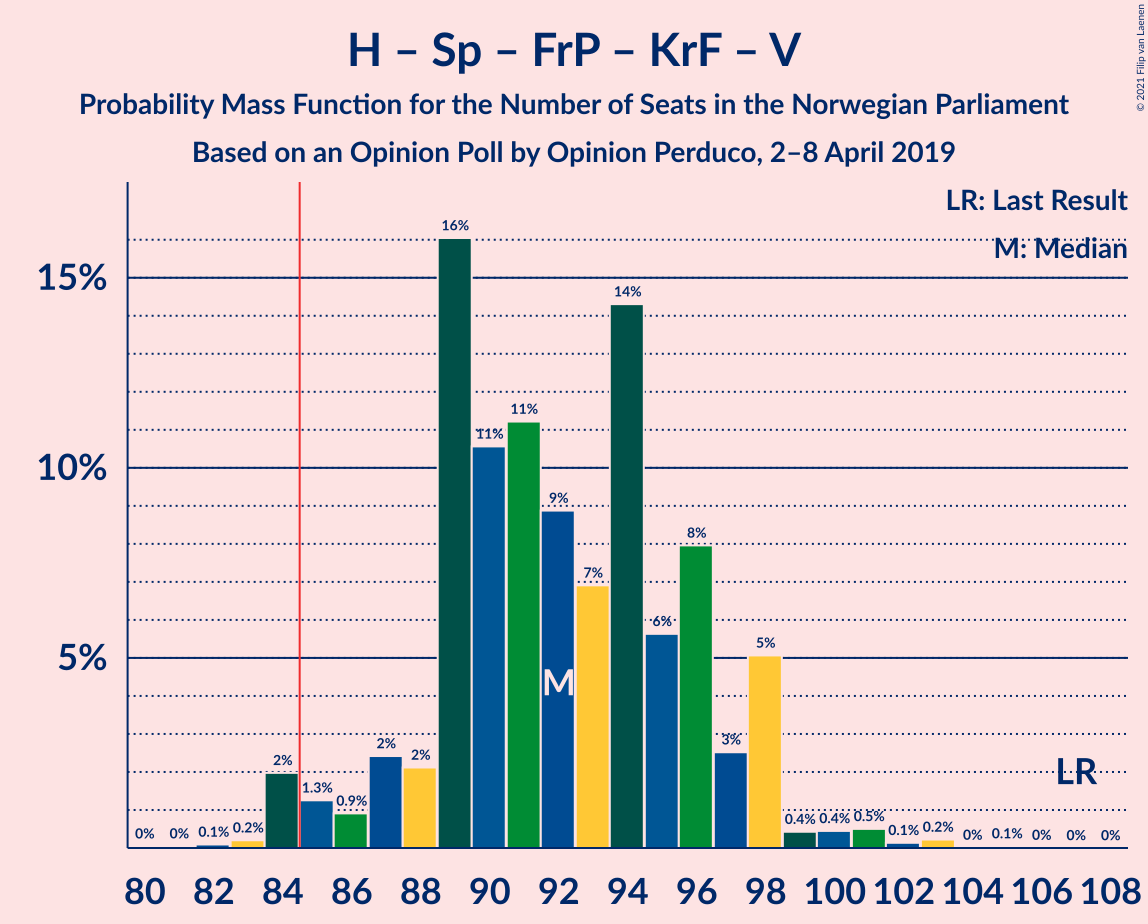 H – Sp – FrP – KrF – V
Probability Mass Function for the Number of Seats in the Norwegian Parliament
Based on an Opinion Poll by Opinion Perduco, 2–8 April 2019
© 2021 Filip van Laenen
LR: Last Result
M: Median
15%
10%
5%
0% 0% 0.1% 0.2% 2% 1.3% 0.9% 2% 2% 16% 11% 11% 9% 7% 14% 6% 8% 3% 5% 0.4% 0.4% 0.5% 0.1% 0.2% 0% 0.1% 0% 0% 0%
M
LR
80 82 84 86 88 90 92 94 96 98 100 102 104 106 108